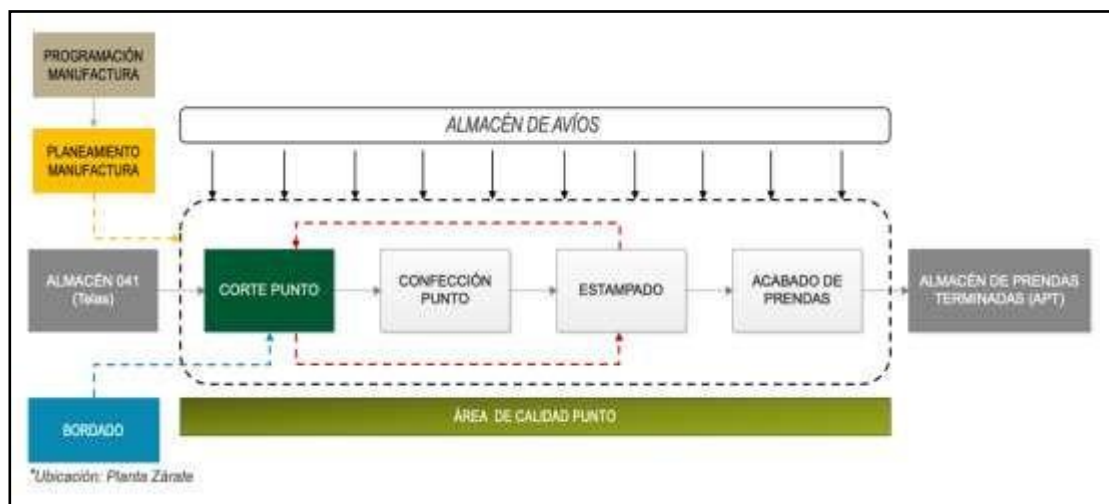 PROGRAMACIÓN
MANUFACTURA
ALMACÉN DE AVÍOS
PLANEAMIENTO
MANUFACTURA
ALMACÉN 041
(Telas)
CORTE PUNTO
CONFECCIÓN
PUNTO
ESTAMPADO
ACABADO DE
PRENDAS
ALMACÉN DE PRENDAS
TERMINADAS (APT)
BORDADO
ÁREA DE CALIDAD PUNTO
*Ubicación: Planta Zárate